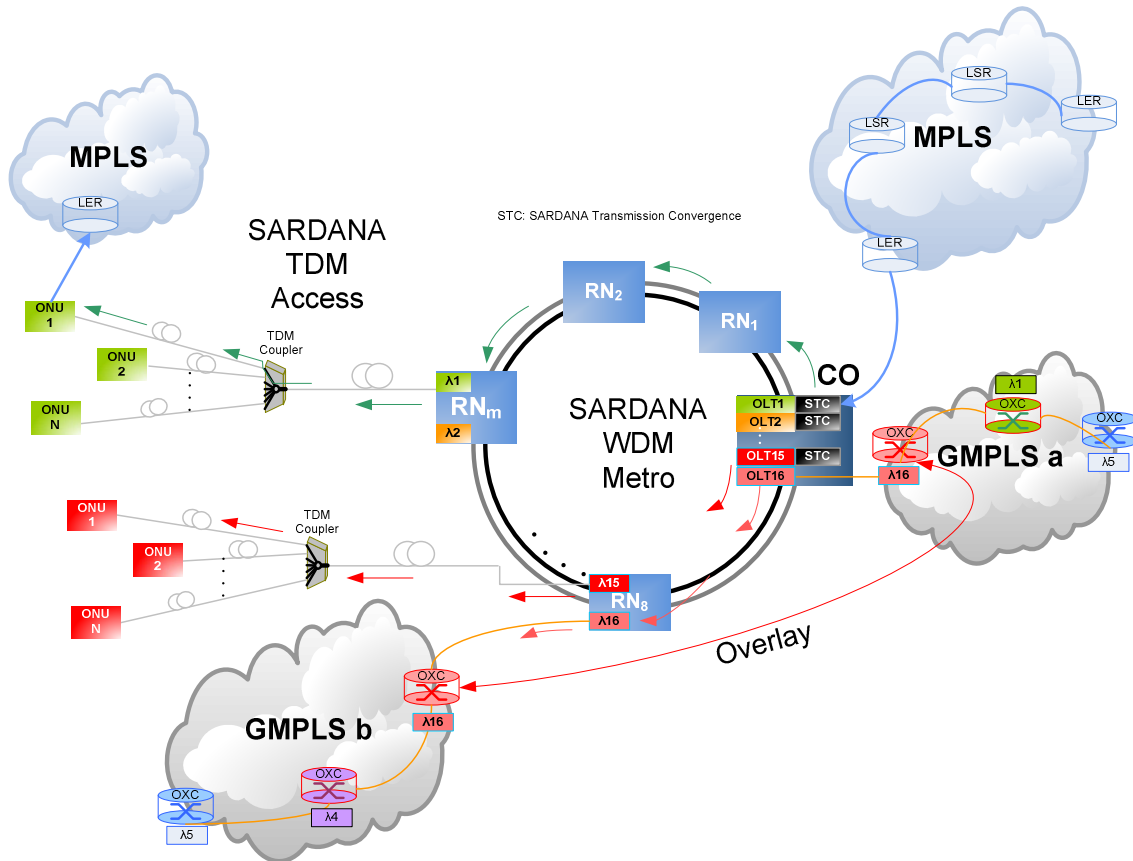 LSR
LER
LSR
MPLS
LER
MPLS
LER
STC: SARDANA Transmission Convergence
SARDANA
TDM
Access
RN2
RN1
ONU
1
ONU
2
ONU
N
TDM
Coupler
λ1
RNm
λ2
SARDANA
WDM
Metro
CO
OLT1 STC
OLT2 STC
OLT15 STC
OLT16
λ1
OXC
OXC
OXC
GMPLS a
λ16
λ5
ONU
1
ONU
2
ONU
N
TDM
Coupler
λ15
RN8
λ16
Overlay
OXC
λ16
GMPLS b
OXC
λ4
OXC
λ5